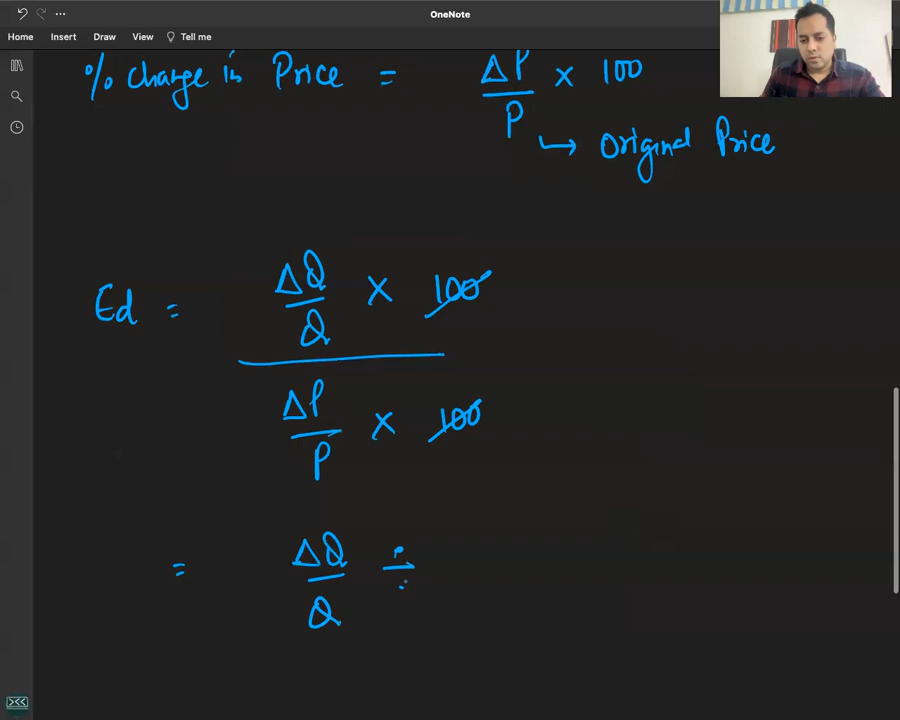 OneNote
Home Insert Draw View Tell me
% Change in Price = ΔP/P × 100
↳ Original Price
Ed = ΔQ/Q × 100
ΔP/P × 100
= ΔQ/Q ÷